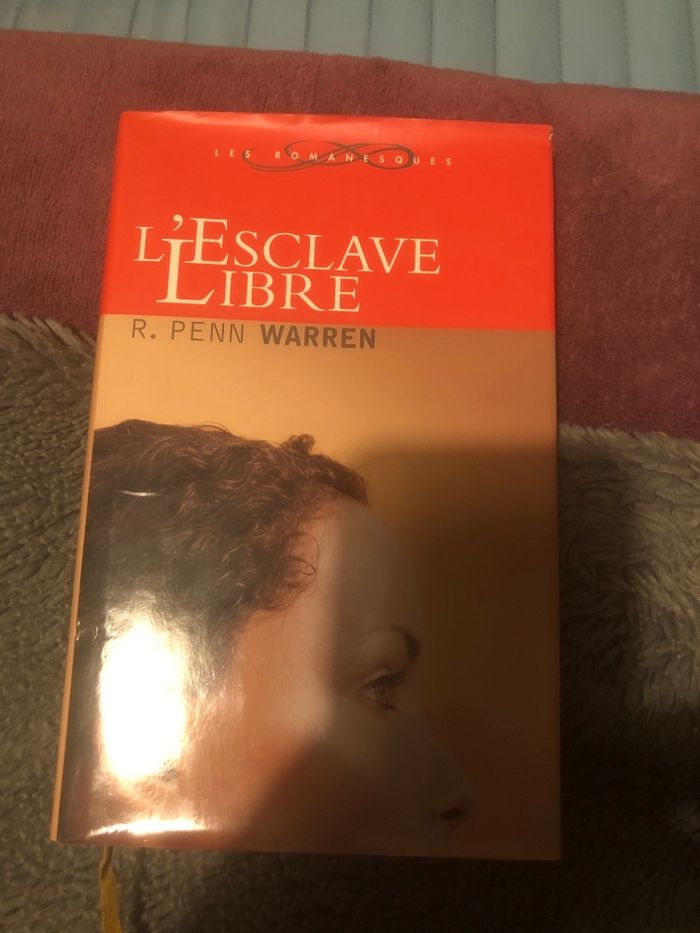 LES ROMANESQUES
L'ESCLAVE
LIBRE
R. PENN WARREN